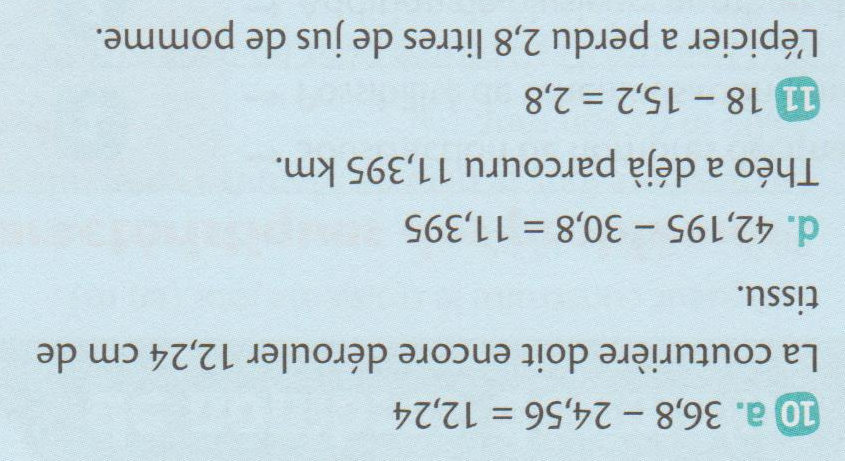 10 a. 36,8 – 24,56 = 12,24
La couturière doit encore dérouler 12,24 cm de
tissu.
d. 42,195 – 30,8 = 11,395
Théo a déjà parcouru 11,395 km.
11 18 – 15,2 = 2,8
L'épicier a perdu 2,8 litres de jus de pomme.